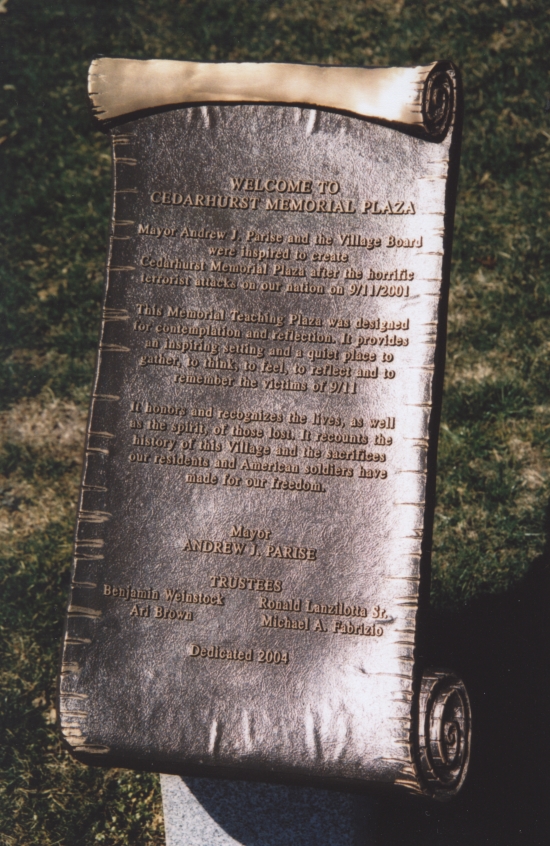 WELCOME TO
CEDARHURST MEMORIAL PLAZA
Mayor Andrew J. Parise and the Village Board
were inspired to create
Cedarhurst Memorial Plaza after the horrific
terrorist attacks on our nation on 9/11/2001
This Memorial Teaching Plaza was designed
for contemplation and reflection. It provides
an inspiring setting and a quiet place to
gather, to think, to feel, to reflect and to
remember the victims of 9/11
It honors and recognizes the lives, as well
as the spirit, of those lost. It recounts the
history of this Village and the sacrifices
our residents and American soldiers have
made for our freedom.
Mayor
ANDREW J. PARISE
TRUSTEES
Benjamin Weinstock Ronald Lanzilotta Sr.
Ari Brown Michael A. Fabrizio
Dedicated 2004